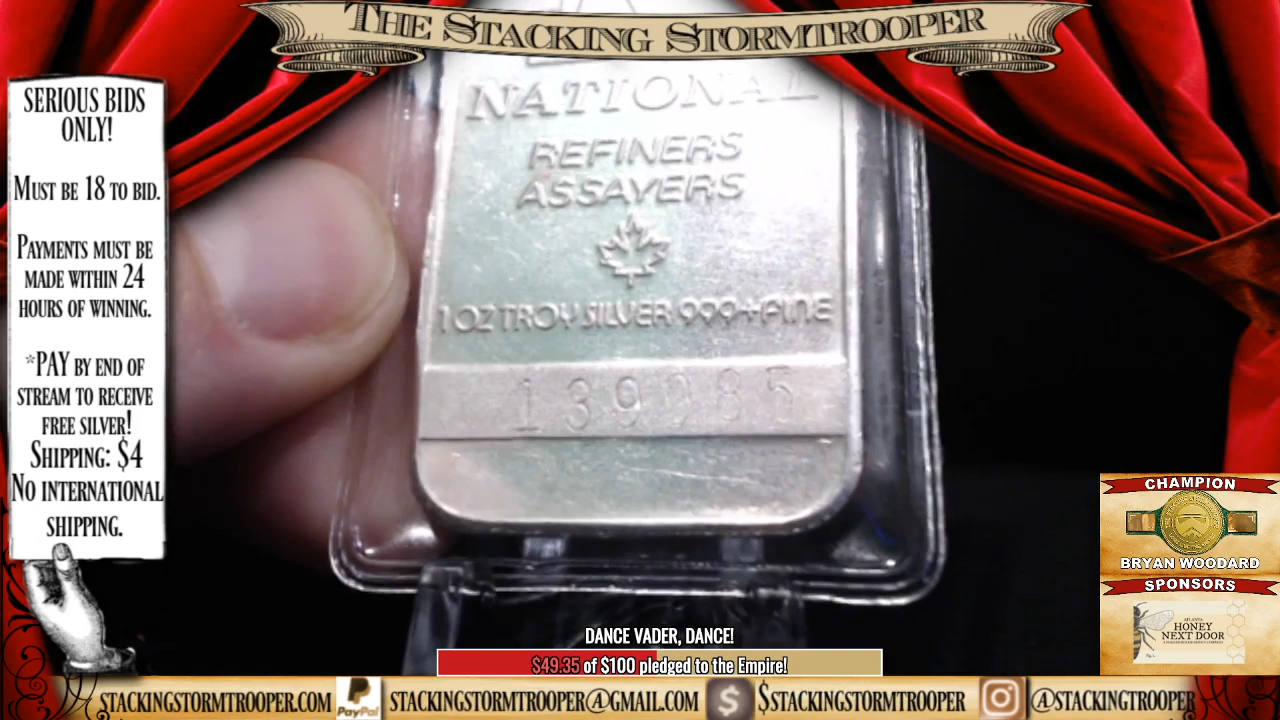 THE STACKING STORMTROOPER
SERIOUS BIDS
ONLY!
MUST BE 18 TO BID.
PAYMENTS MUST BE
MADE WITHIN 24
HOURS OF WINNING.
*PAY BY END OF
STREAM TO RECEIVE
FREE SILVER!
SHIPPING: $4
NO INTERNATIONAL
SHIPPING.
NATIONAL
REFINERS
ASSAYERS
1 OZ TROY SILVER 999+FINE
139085
CHAMPION
BRYAN WOODARD
SPONSORS
HONEY
NEXT DOOR
DANCE VADER, DANCE!
$49.35 of $100 pledged to the Empire!
STACKINGSTORMTROOPER.COM
PayPal
STACKINGSTORMTROOPER@GMAIL.COM
$
$STACKINGSTORMTROOPER
@STACKINGTROOPER